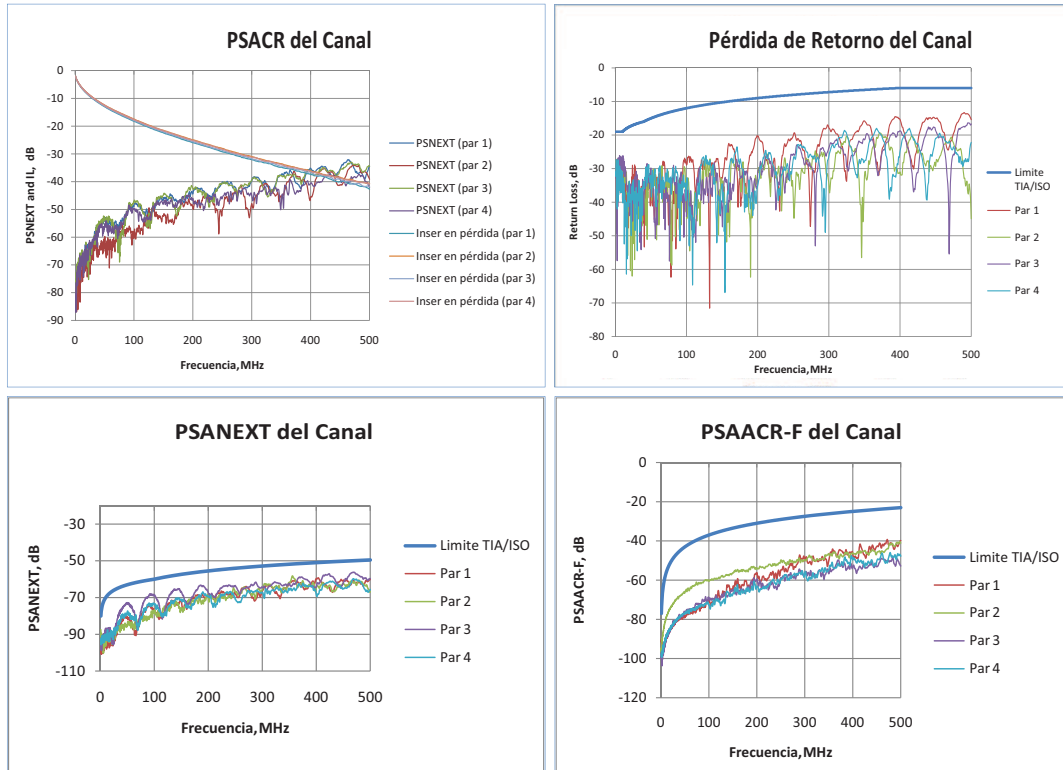 PSACR del Canal
PSNEXT and IL, dB
0
-10
-20
-30
-40
-50
-60
-70
-80
-90
0
100
200
300
400
500
Frecuencia,MHz
PSNEXT (par 1)
PSNEXT (par 2)
PSNEXT (par 3)
PSNEXT (par 4)
Inser en pérdida (par 1)
Inser en pérdida (par 2)
Inser en pérdida (par 3)
Inser en pérdida (par 4)
Pérdida de Retorno del Canal
Return Loss, dB
0
-10
-20
-30
-40
-50
-60
-70
-80
0
100
200
300
400
500
Frecuencia,MHz
Limite
TIA/ISO
Par 1
Par 2
Par 3
Par 4
PSANEXT del Canal
PSANEXT, dB
-30
-50
-70
-90
-110
0
100
200
300
400
500
Frecuencia,MHz
Limite TIA/ISO
Par 1
Par 2
Par 3
Par 4
PSAACR-F del Canal
PSAACR-F, dB
0
-20
-40
-60
-80
-100
-120
0
100
200
300
400
500
Frecuencia,MHz
Limite TIA/ISO
Par 1
Par 2
Par 3
Par 4